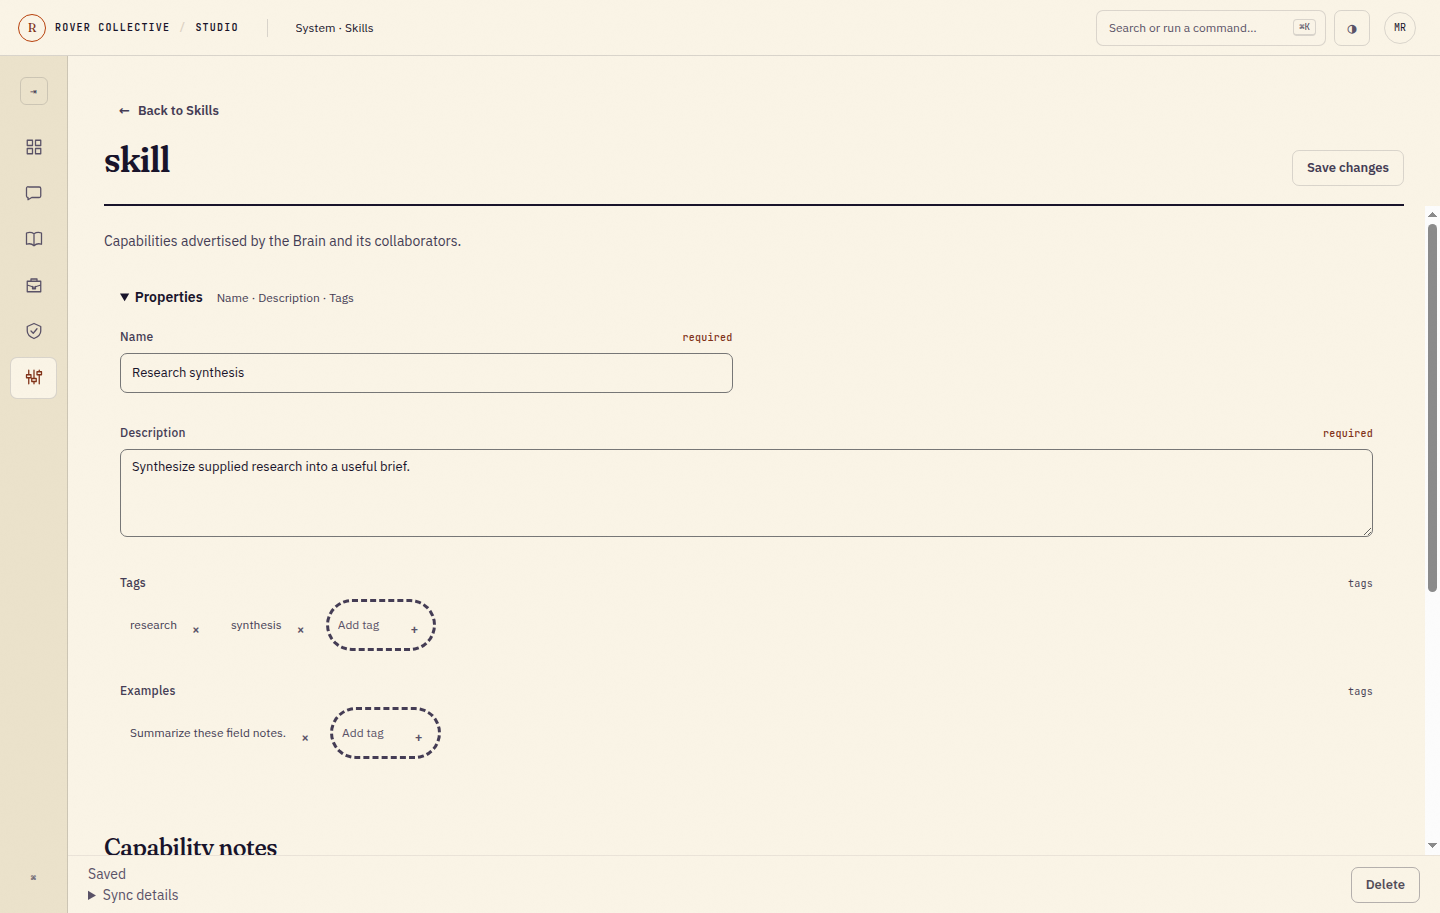 R ROVER COLLECTIVE / STUDIO System · Skills Search or run a command... ⌘K MR
← Back to Skills
skill
Save changes
Capabilities advertised by the Brain and its collaborators.
▼ Properties Name · Description · Tags
Name required
Research synthesis
Description required
Synthesize supplied research into a useful brief.
Tags tags
research × synthesis × Add tag +
Examples tags
Summarize these field notes. × Add tag +
Capability notes
Saved
▶ Sync details
Delete
⌘